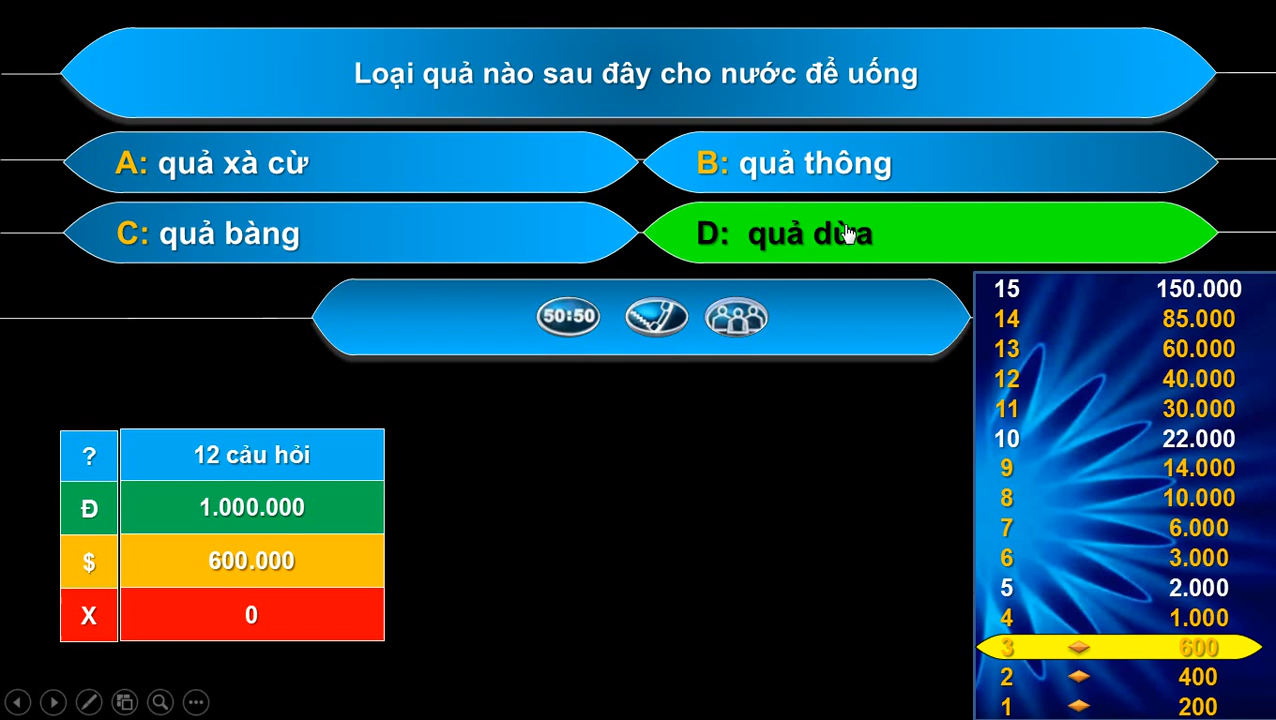 Loại quả nào sau đây cho nước để uống
A: quả xà cừ
B: quả thông
C: quả bàng
D: quả dừa
50:50
15 150.000
14 85.000
13 60.000
12 40.000
11 30.000
10 22.000
9 14.000
8 10.000
7 6.000
6 3.000
5 2.000
4 1.000
3 600
2 400
1 200
? 12 cảu hỏi
Đ 1.000.000
$ 600.000
X 0